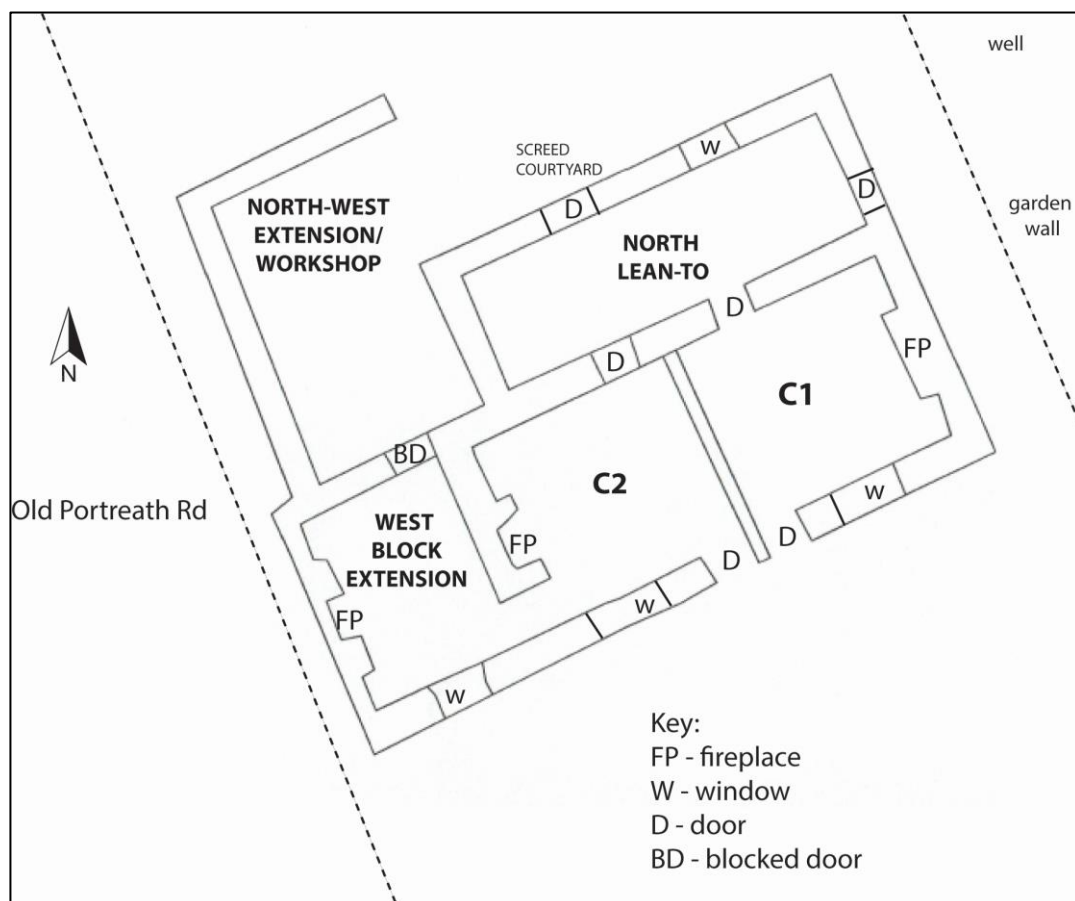 well
SCREED
COURTYARD
W
D
D
garden
wall
NORTH-WEST
EXTENSION/
WORKSHOP
NORTH
LEAN-TO
D
FP
D
N
C1
BD
C2
W
Old Portreath Rd
WEST
BLOCK
EXTENSION
FP
D
D
FP
W
W
Key:
FP - fireplace
W - window
D - door
BD - blocked door